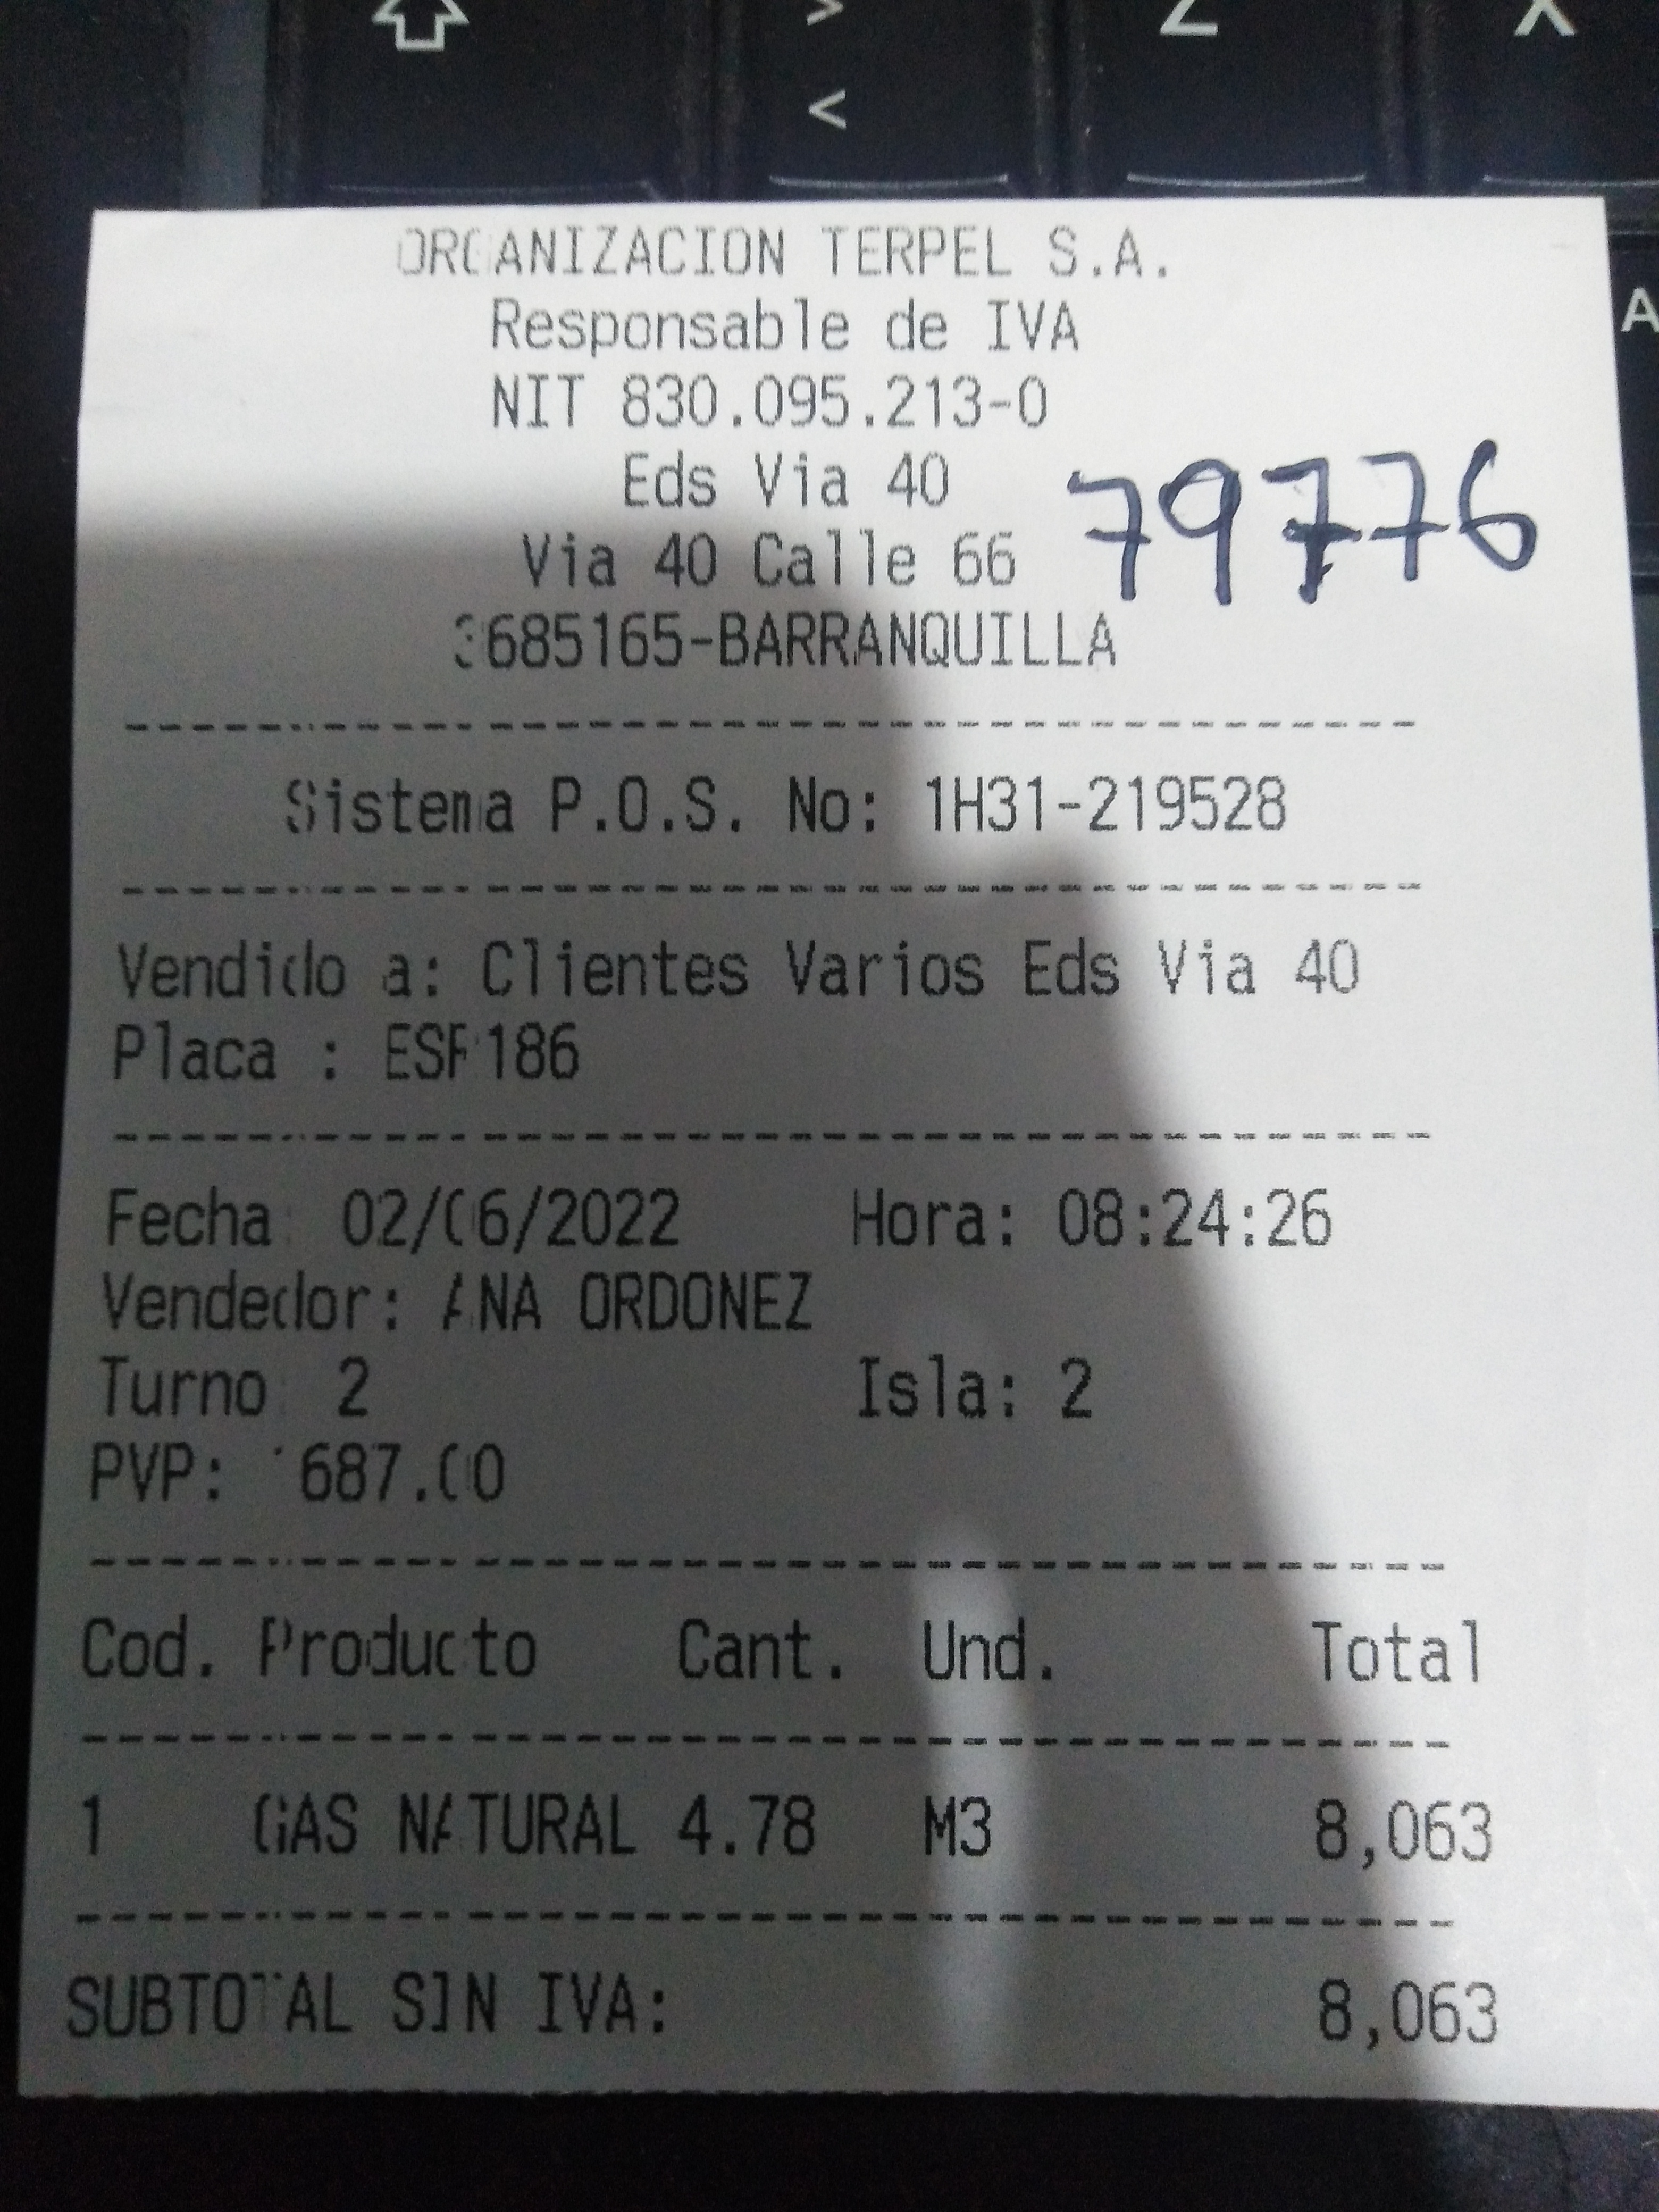 ORGANIZACION TERPEL S.A.
Responsable de IVA
NIT 830.095.213-0
Eds Via 40
79776
Via 40 Calle 66
3685165-BARRANQUILLA
Sistema P.O.S. No: 1H31-219528
Vendido a: Clientes Varios Eds Via 40
Placa :
Fecha: 02/06/2022 Hora: 08:24:26
Vendedor: ANA ORDONEZ
Turno: 2 Isla: 2
PVP: 1687.00
Cod. Producto Cant. Und. Total
1 GAS NATURAL 4.78 M3 8,063
SUBTOTAL SIN IVA: 8,063
> <
Z
X
A